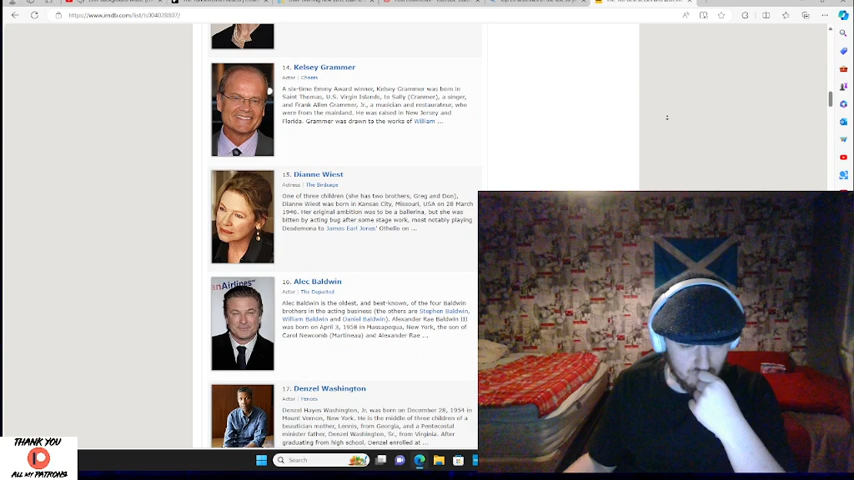 https://www.imdb.com/list/ls004028807/
14. Kelsey Grammer
Actor | Cheers
A six-time Emmy Award winner, Kelsey Grammer was born in
Saint Thomas, U.S. Virgin Islands, to Sally (Cranmer), a singer,
and Frank Allen Grammer, Jr., a musician and restaurateur, who
were from the mainland. He was raised in New Jersey and
Florida. Grammer was drawn to the works of William ...
15. Dianne Wiest
Actress | The Birdcage
One of three children (she has two brothers, Greg and Don),
Dianne Wiest was born in Kansas City, Missouri, USA on 28 March
1946. Her original ambition was to be a ballerina, but she was
bitten by acting bug after some stage work, most notably playing
Desdemona to James Earl Jones' Othello on ...
anAirlines
16. Alec Baldwin
Actor | The Departed
Alec Baldwin is the oldest, and best-known, of the four Baldwin
brothers in the acting business (the others are Stephen Baldwin,
William Baldwin and Daniel Baldwin). Alexander Rae Baldwin III
was born on April 3, 1958 in Massapequa, New York, the son of
Carol Newcomb (Martineau) and Alexander Rae ...
17. Denzel Washington
Actor | Fences
Denzel Hayes Washington, Jr. was born on December 28, 1954 in
Mount Vernon, New York. He is the middle of three children of a
beautician mother, Lennis, from Georgia, and a Pentecostal
minister father, Denzel Washington, Sr., from Virginia. After
graduating from high school, Denzel enrolled at ...
THANK YOU
ALL MY PATRONS
Search